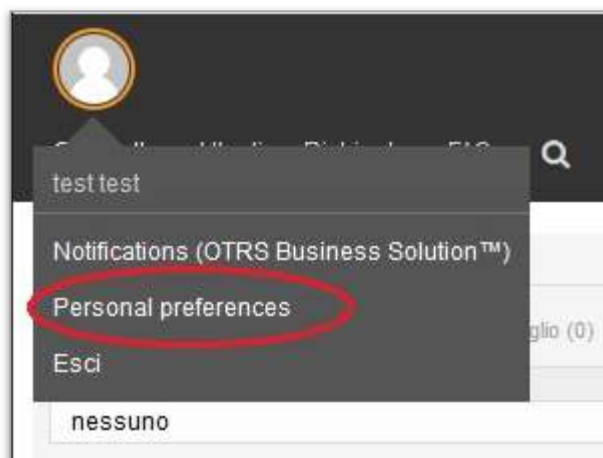 test test
Notifications (OTRS Business Solution™)
Personal preferences
glio (0)
Esci
nessuno